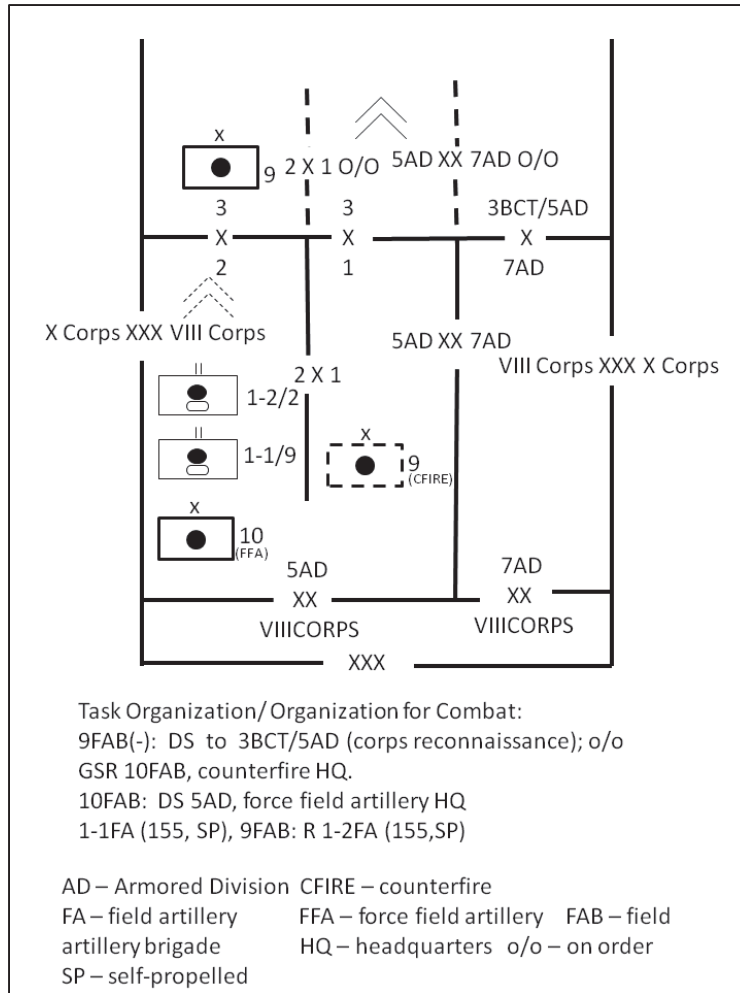 X
9
2 X 1 O/O
5AD XX 7AD O/O
3
3
3BCT/5AD
X
X
X
2
1
7AD
X Corps XXX VIII Corps
5AD XX 7AD
VIII Corps XXX X Corps
2 X 1
II
1-2/2
II
1-1/9
X
9
(CFIRE)
X
10
(FFA)
5AD
7AD
XX
XX
VIIICORPS
VIIICORPS
XXX
Task Organization/ Organization for Combat:
9FAB(-): DS to 3BCT/5AD (corps reconnaissance); o/o
GSR 10FAB, counterfire HQ.
10FAB: DS 5AD, force field artillery HQ
1-1FA (155, SP), 9FAB: R 1-2FA (155,SP)
AD – Armored Division CFIRE – counterfire
FA – field artillery FFA – force field artillery FAB – field
artillery brigade HQ – headquarters o/o – on order
SP – self-propelled